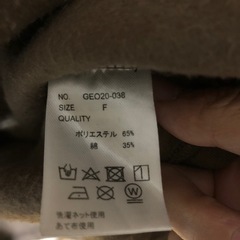 NO. GEO20-036
SIZE F
QUALITY
ポリエステル 65%
綿 35%
洗濯ネット使用
あて布使用